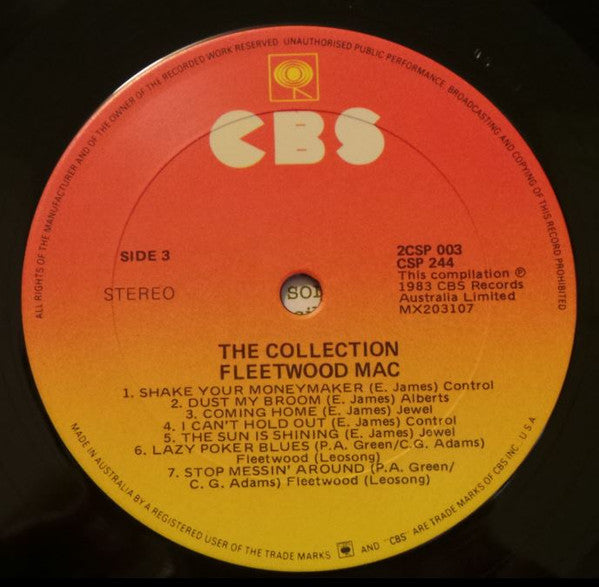 ALL RIGHTS OF THE MANUFACTURER AND OF THE OWNER OF THE RECORDED WORK RESERVED. UNAUTHORISED PUBLIC PERFORMANCE, BROADCASTING AND COPYING OF THIS RECORD PROHIBITED
CBS
SIDE 3
STEREO
2CSP 003
CSP 244
This compilation ℗
1983 CBS Records
Australia Limited
MX203107
SOL
THE COLLECTION
FLEETWOOD MAC
1. SHAKE YOUR MONEYMAKER (E. James) Control
2. DUST MY BROOM (E. James) Alberts
3. COMING HOME (E. James) Jewel
4. I CAN'T HOLD OUT (E. James) Control
5. THE SUN IS SHINING (E. James) Jewel
6. LAZY POKER BLUES (P.A. Green/C.G. Adams)
Fleetwood (Leosong)
7. STOP MESSIN' AROUND (P.A. Green/
C. G. Adams) Fleetwood (Leosong)
MADE IN AUSTRALIA BY A REGISTERED USER OF THE TRADE MARKS AND "CBS" ARE TRADE MARKS OF CBS INC. U.S.A